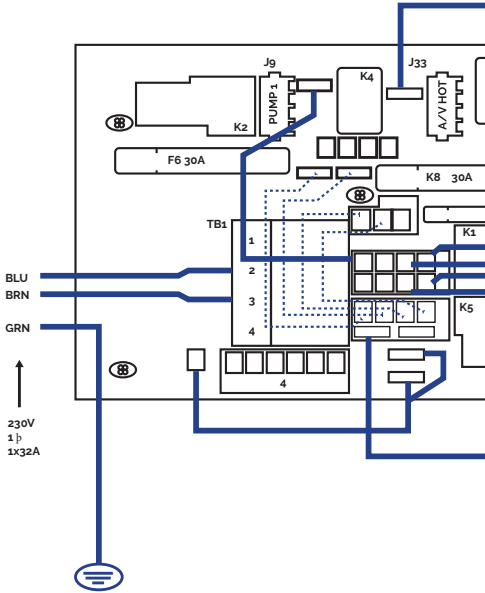 J9
J33
K4
PUMP 1
A/V HOT
K2
F6 30A
K8 30A
TB1
K1
1
BLU
2
BRN
3
K5
GRN
4
4
230V
1 þ
1x32A